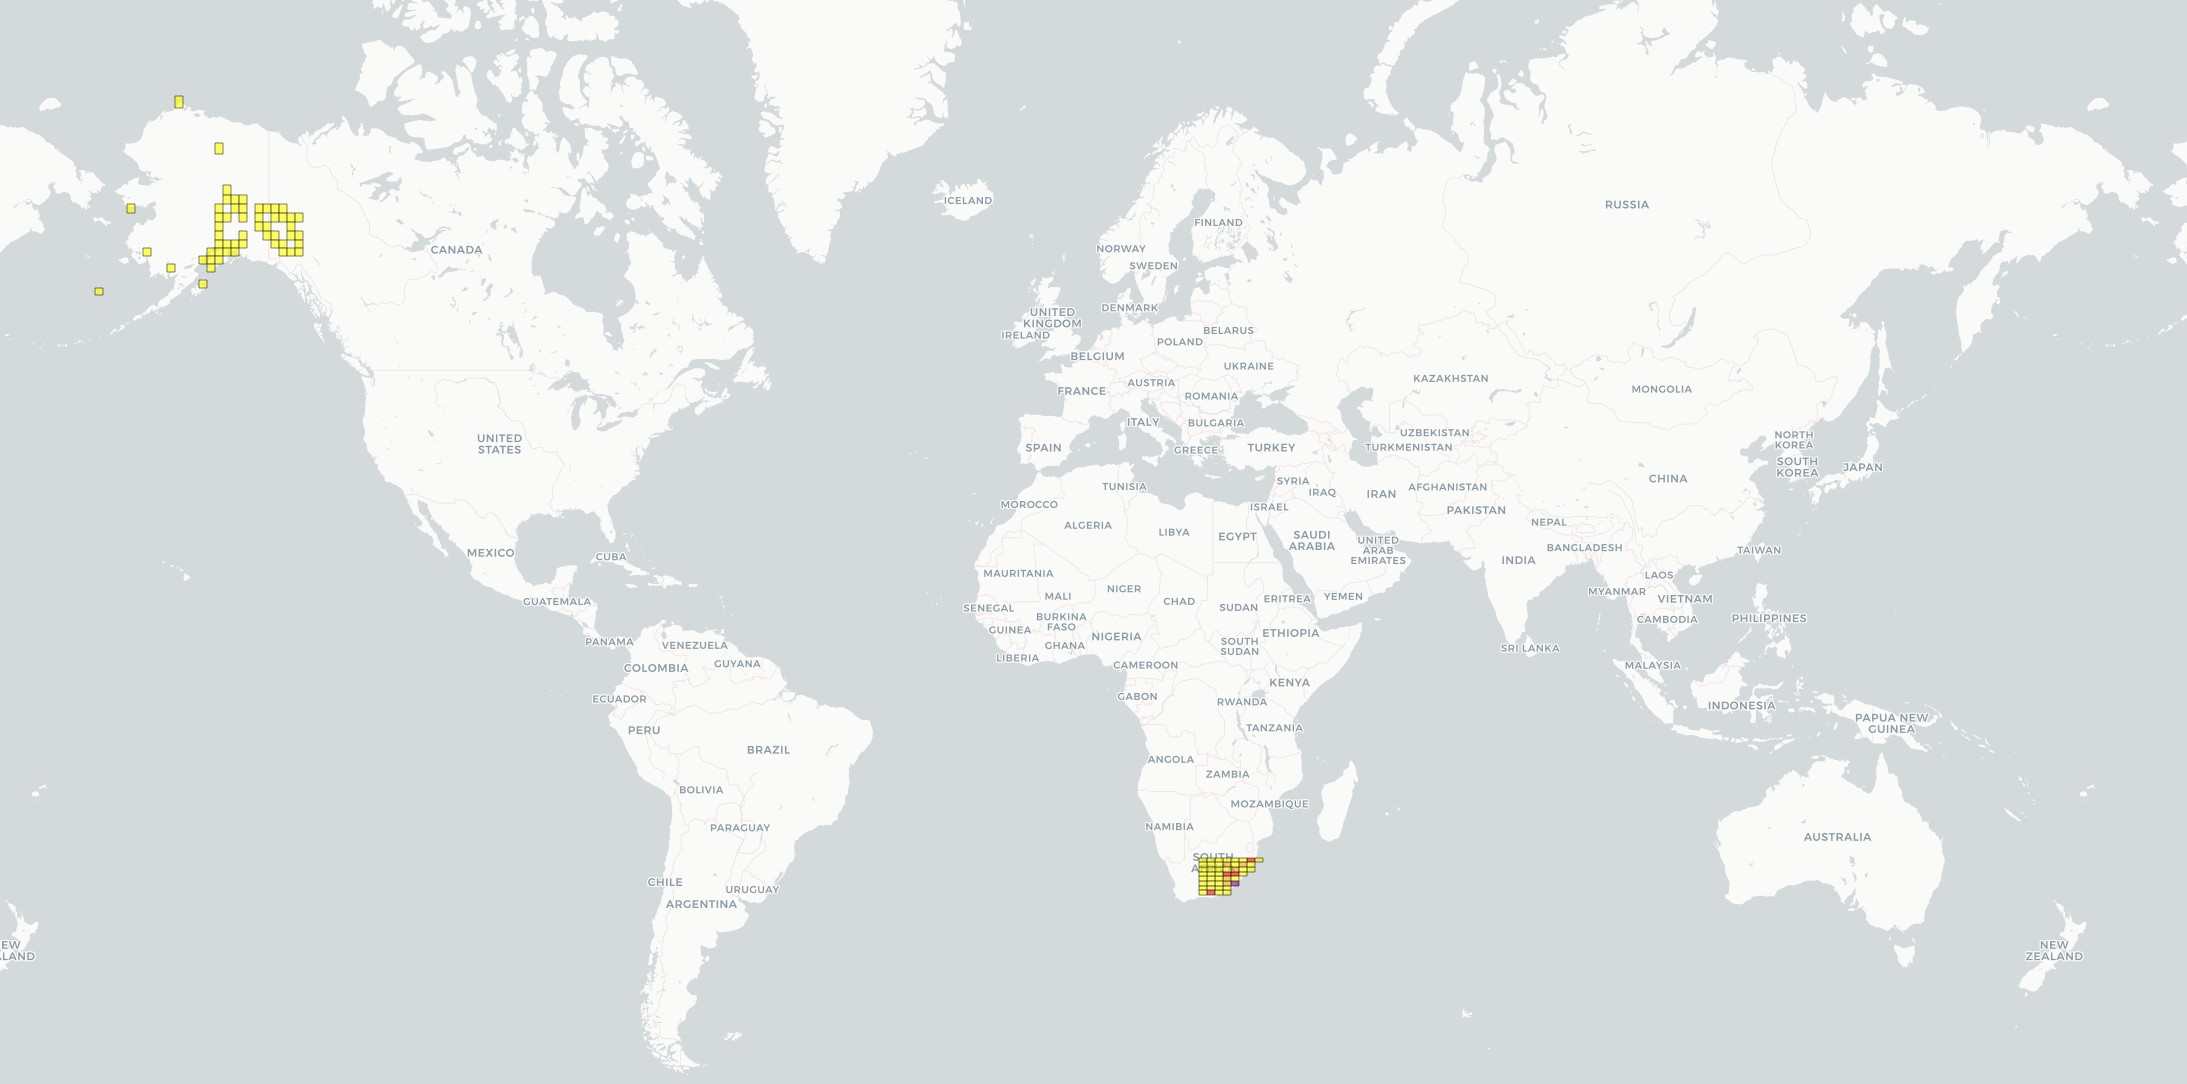 ICELAND
RUSSIA
FINLAND
NORWAY
SWEDEN
CANADA
DENMARK
UNITED
KINGDOM
IRELAND
BELARUS
POLAND
BELGIUM
UKRAINE
AUSTRIA
KAZAKHSTAN
MONGOLIA
FRANCE
ROMANIA
ITALY
BULGARIA
UZBEKISTAN
NORTH
KOREA
UNITED
STATES
SPAIN
GREECE
TURKEY
TURKMENISTAN
SOUTH
KOREA
JAPAN
CHINA
SYRIA
IRAQ
IRAN
AFGHANISTAN
TUNISIA
MOROCCO
ISRAEL
PAKISTAN
ALGERIA
LIBYA
EGYPT
SAUDI
ARABIA
UNITED
ARAB
EMIRATES
NEPAL
BANGLADESH
TAIWAN
MEXICO
CUBA
INDIA
MAURITANIA
MALI
NIGER
CHAD
SUDAN
ERITREA
YEMEN
LAOS
MYANMAR
VIETNAM
GUATEMALA
SENEGAL
BURKINA
FASO
GUINEA
NIGERIA
GHANA
SOUTH
SUDAN
ETHIOPIA
CAMBODIA
PHILIPPINES
PANAMA
VENEZUELA
LIBERIA
CAMEROON
SRI LANKA
COLOMBIA
GUYANA
MALAYSIA
ECUADOR
GABON
KENYA
RWANDA
INDONESIA
PERU
BRAZIL
TANZANIA
PAPUA NEW
GUINEA
ANGOLA
ZAMBIA
BOLIVIA
MOZAMBIQUE
PARAGUAY
NAMIBIA
AUSTRALIA
SOUTH
A
CHILE
URUGUAY
ARGENTINA
EW
ALAND
NEW
ZEALAND